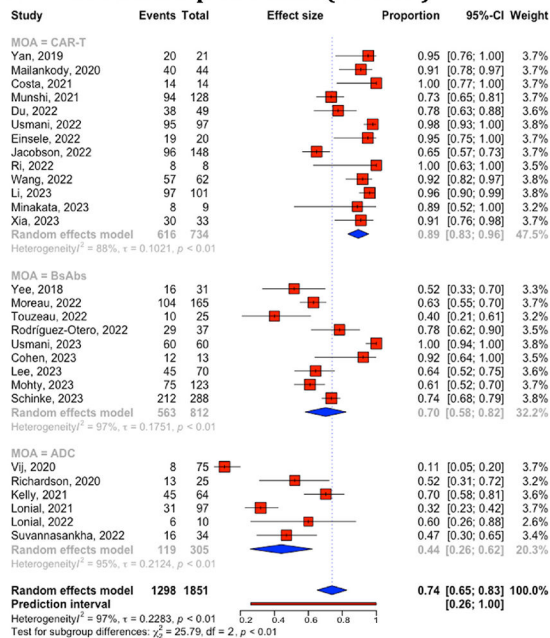 Study Events Total Effect size Proportion 95%-CI Weight
MOA = CAR-T
Yan, 2019 20 21 0.95 [0.76; 1.00] 3.7%
Mailankody, 2020 40 44 0.91 [0.78; 0.97] 3.7%
Costa, 2021 14 14 1.00 [0.77; 1.00] 3.7%
Munshi, 2021 94 128 0.73 [0.65; 0.81] 3.7%
Du, 2022 38 49 0.78 [0.63; 0.88] 3.6%
Usmani, 2022 95 97 0.98 [0.93; 1.00] 3.8%
Einsele, 2022 19 20 0.95 [0.75; 1.00] 3.7%
Jacobson, 2022 96 148 0.65 [0.57; 0.73] 3.7%
Ri, 2022 8 8 1.00 [0.63; 1.00] 3.5%
Wang, 2022 57 62 0.92 [0.82; 0.97] 3.7%
Li, 2023 97 101 0.96 [0.90; 0.99] 3.8%
Minakata, 2023 8 9 0.89 [0.52; 1.00] 3.4%
Xia, 2023 30 33 0.91 [0.76; 0.98] 3.7%
Random effects model 616 734 0.89 [0.83; 0.96] 47.5%
Heterogeneity I² = 88%, τ = 0.1021, p < 0.01
MOA = BsAbs
Yee, 2018 16 31 0.52 [0.33; 0.70] 3.3%
Moreau, 2022 104 165 0.63 [0.55; 0.70] 3.7%
Touzeau, 2022 10 25 0.40 [0.21; 0.61] 3.2%
Rodríguez-Otero, 2022 29 37 0.78 [0.62; 0.90] 3.5%
Usmani, 2023 60 60 1.00 [0.94; 1.00] 3.8%
Cohen, 2023 12 13 0.92 [0.64; 1.00] 3.6%
Lee, 2023 45 70 0.64 [0.52; 0.75] 3.6%
Mohty, 2023 75 123 0.61 [0.52; 0.70] 3.7%
Schinke, 2023 212 288 0.74 [0.68; 0.79] 3.8%
Random effects model 563 812 0.70 [0.58; 0.82] 32.2%
Heterogeneity I² = 97%, τ = 0.1751, p < 0.01
MOA = ADC
Vij, 2020 8 75 0.11 [0.05; 0.20] 3.7%
Richardson, 2020 13 25 0.52 [0.31; 0.72] 3.2%
Kelly, 2021 45 64 0.70 [0.58; 0.81] 3.6%
Lonial, 2021 31 97 0.32 [0.23; 0.42] 3.7%
Lonial, 2022 6 10 0.60 [0.26; 0.88] 2.7%
Suvannasankha, 2022 16 34 0.47 [0.30; 0.65] 3.4%
Random effects model 119 305 0.44 [0.26; 0.62] 20.3%
Heterogeneity I² = 95%, τ = 0.2124, p < 0.01
Random effects model 1298 1851 0.74 [0.65; 0.83] 100.0%
Prediction interval [0.26; 1.00]
Heterogeneity I² = 97%, τ = 0.2283, p < 0.01
0.2 0.4 0.6 0.8 1
Test for subgroup differences: χ²₂ = 25.79, df = 2, p < 0.01